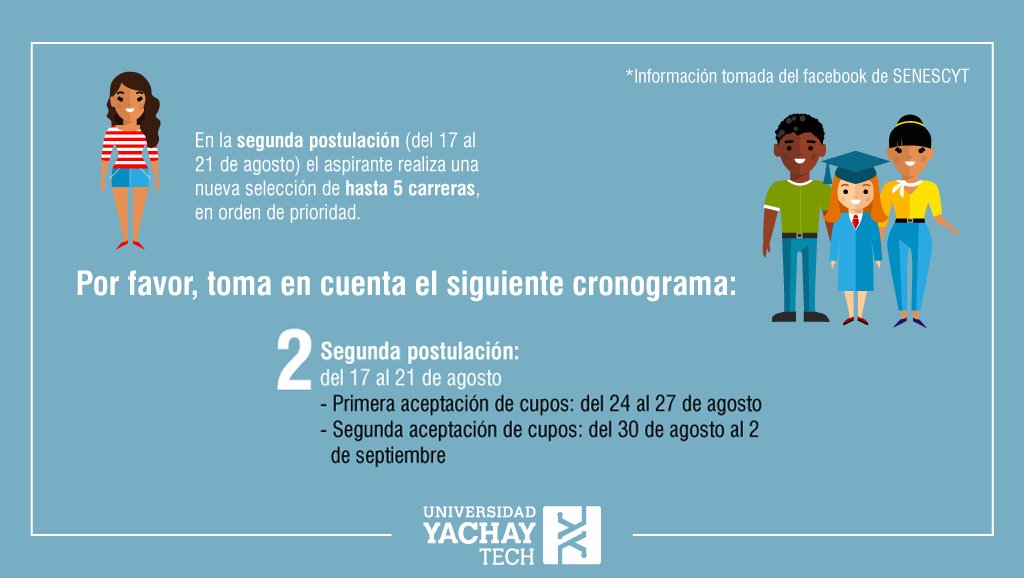 *Información tomada del facebook de SENESCYT
En la segunda postulación (del 17 al
21 de agosto) el aspirante realiza una
nueva selección de hasta 5 carreras,
en orden de prioridad.
Por favor, toma en cuenta el siguiente cronograma:
2
Segunda postulación:
del 17 al 21 de agosto
- Primera aceptación de cupos: del 24 al 27 de agosto
- Segunda aceptación de cupos: del 30 de agosto al 2
de septiembre
UNIVERSIDAD
YACHAY
TECH